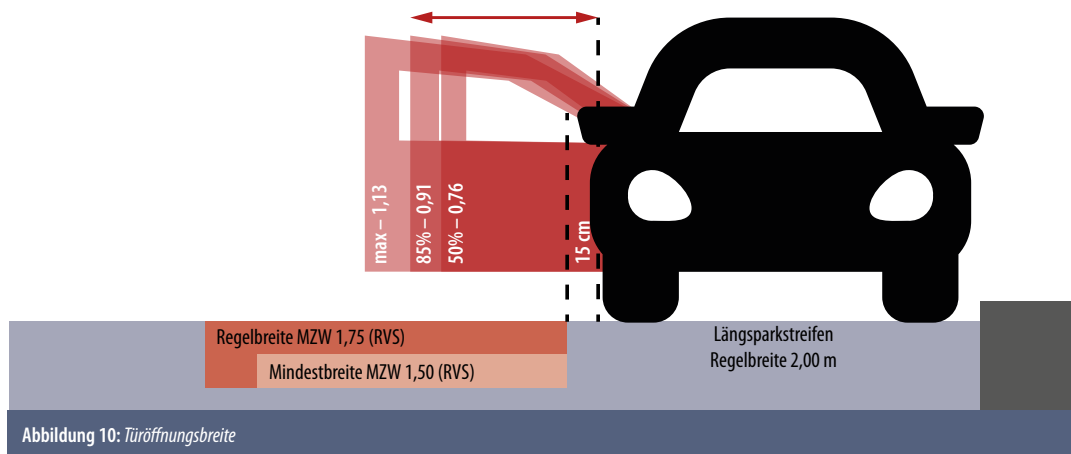 max – 1,13
85% – 0,91
50% – 0,76
15 cm
Regelbreite MZW 1,75 (RVS)
Mindestbreite MZW 1,50 (RVS)
Längsparkstreifen
Regelbreite 2,00 m
Abbildung 10: Türöffnungsbreite